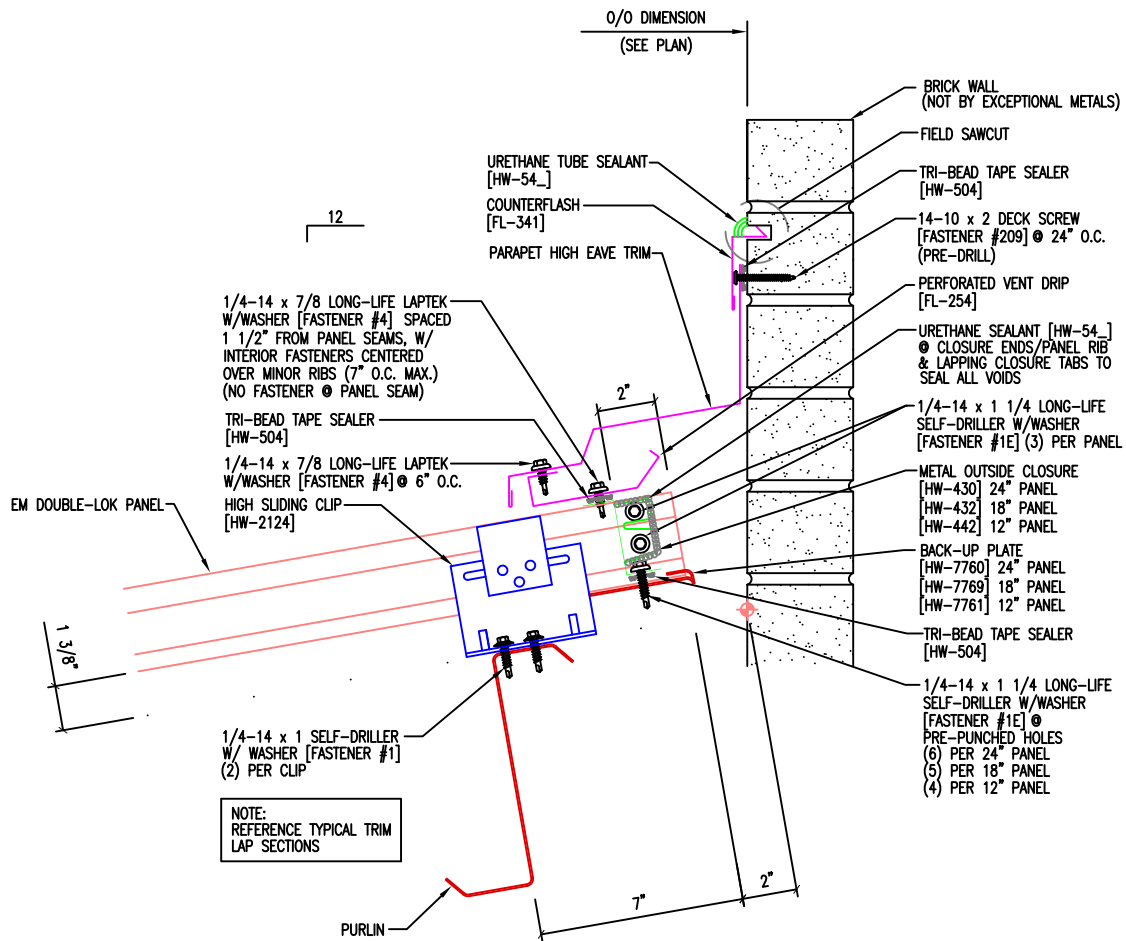 O/O DIMENSION
(SEE PLAN)
BRICK WALL
(NOT BY EXCEPTIONAL METALS)
FIELD SAWCUT
URETHANE TUBE SEALANT
[HW-54_]
TRI-BEAD TAPE SEALER
[HW-504]
COUNTERFLASH
[FL-341]
14-10 x 2 DECK SCREW
[FASTENER #209] @ 24" O.C.
(PRE-DRILL)
12
PARAPET HIGH EAVE TRIM
PERFORATED VENT DRIP
[FL-254]
1/4-14 x 7/8 LONG-LIFE LAPTEK
W/WASHER [FASTENER #4] SPACED
1 1/2" FROM PANEL SEAMS, W/
INTERIOR FASTENERS CENTERED
OVER MINOR RIBS (7" O.C. MAX.)
(NO FASTENER @ PANEL SEAM)
URETHANE SEALANT [HW-54_]
@ CLOSURE ENDS/PANEL RIB
& LAPPING CLOSURE TABS TO
SEAL ALL VOIDS
2"
TRI-BEAD TAPE SEALER
[HW-504]
1/4-14 x 1 1/4 LONG-LIFE
SELF-DRILLER W/WASHER
[FASTENER #1E] (3) PER PANEL
1/4-14 x 7/8 LONG-LIFE LAPTEK
W/WASHER [FASTENER #4] @ 6" O.C.
METAL OUTSIDE CLOSURE
[HW-430] 24" PANEL
[HW-432] 18" PANEL
[HW-442] 12" PANEL
EM DOUBLE-LOK PANEL
HIGH SLIDING CLIP
[HW-2124]
BACK-UP PLATE
[HW-7760] 24" PANEL
[HW-7769] 18" PANEL
[HW-7761] 12" PANEL
1 3/8"
TRI-BEAD TAPE SEALER
[HW-504]
1/4-14 x 1 1/4 LONG-LIFE
SELF-DRILLER W/WASHER
[FASTENER #1E] @
PRE-PUNCHED HOLES
(6) PER 24" PANEL
(5) PER 18" PANEL
(4) PER 12" PANEL
1/4-14 x 1 SELF-DRILLER
W/ WASHER [FASTENER #1]
(2) PER CLIP
NOTE:
REFERENCE TYPICAL TRIM
LAP SECTIONS
7"
2"
PURLIN